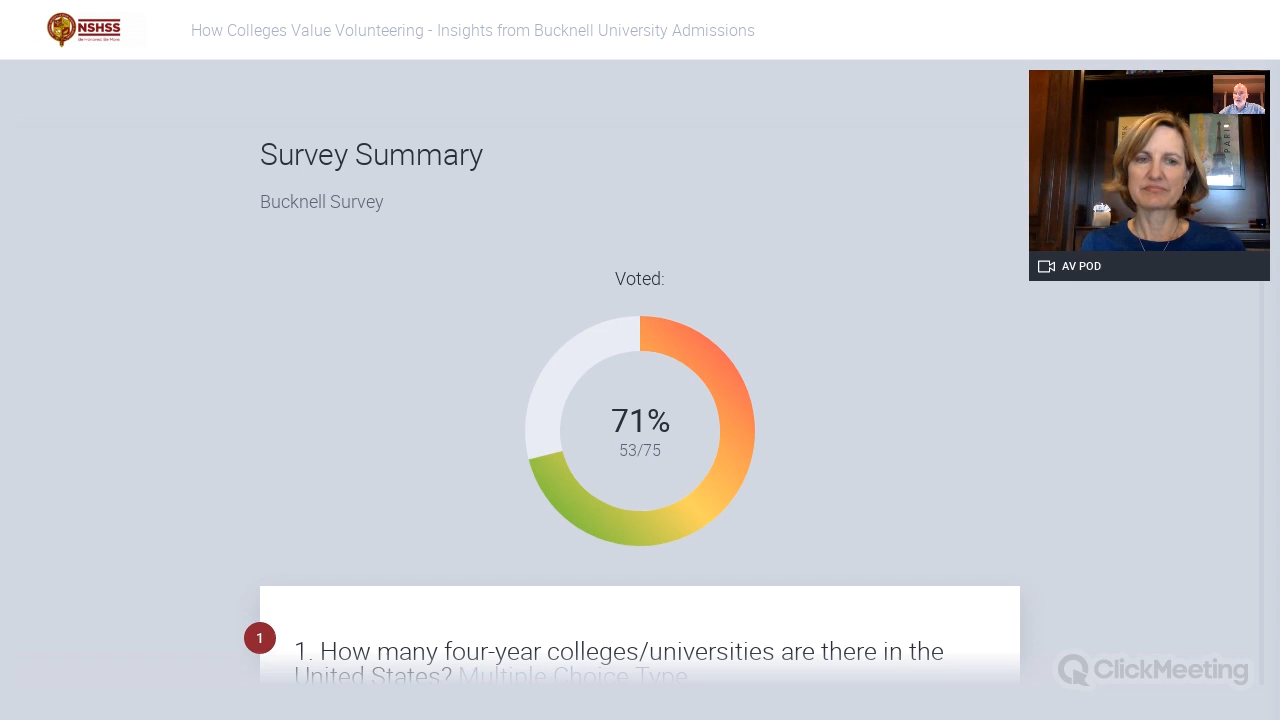 NSHSS
How Colleges Value Volunteering - Insights from Bucknell University Admissions
Survey Summary
Bucknell Survey
PARIS
AV POD
Voted:
71%
53/75
1
1. How many four-year colleges/universities are there in the
United States? Multiple Choice Type
ClickMeeting